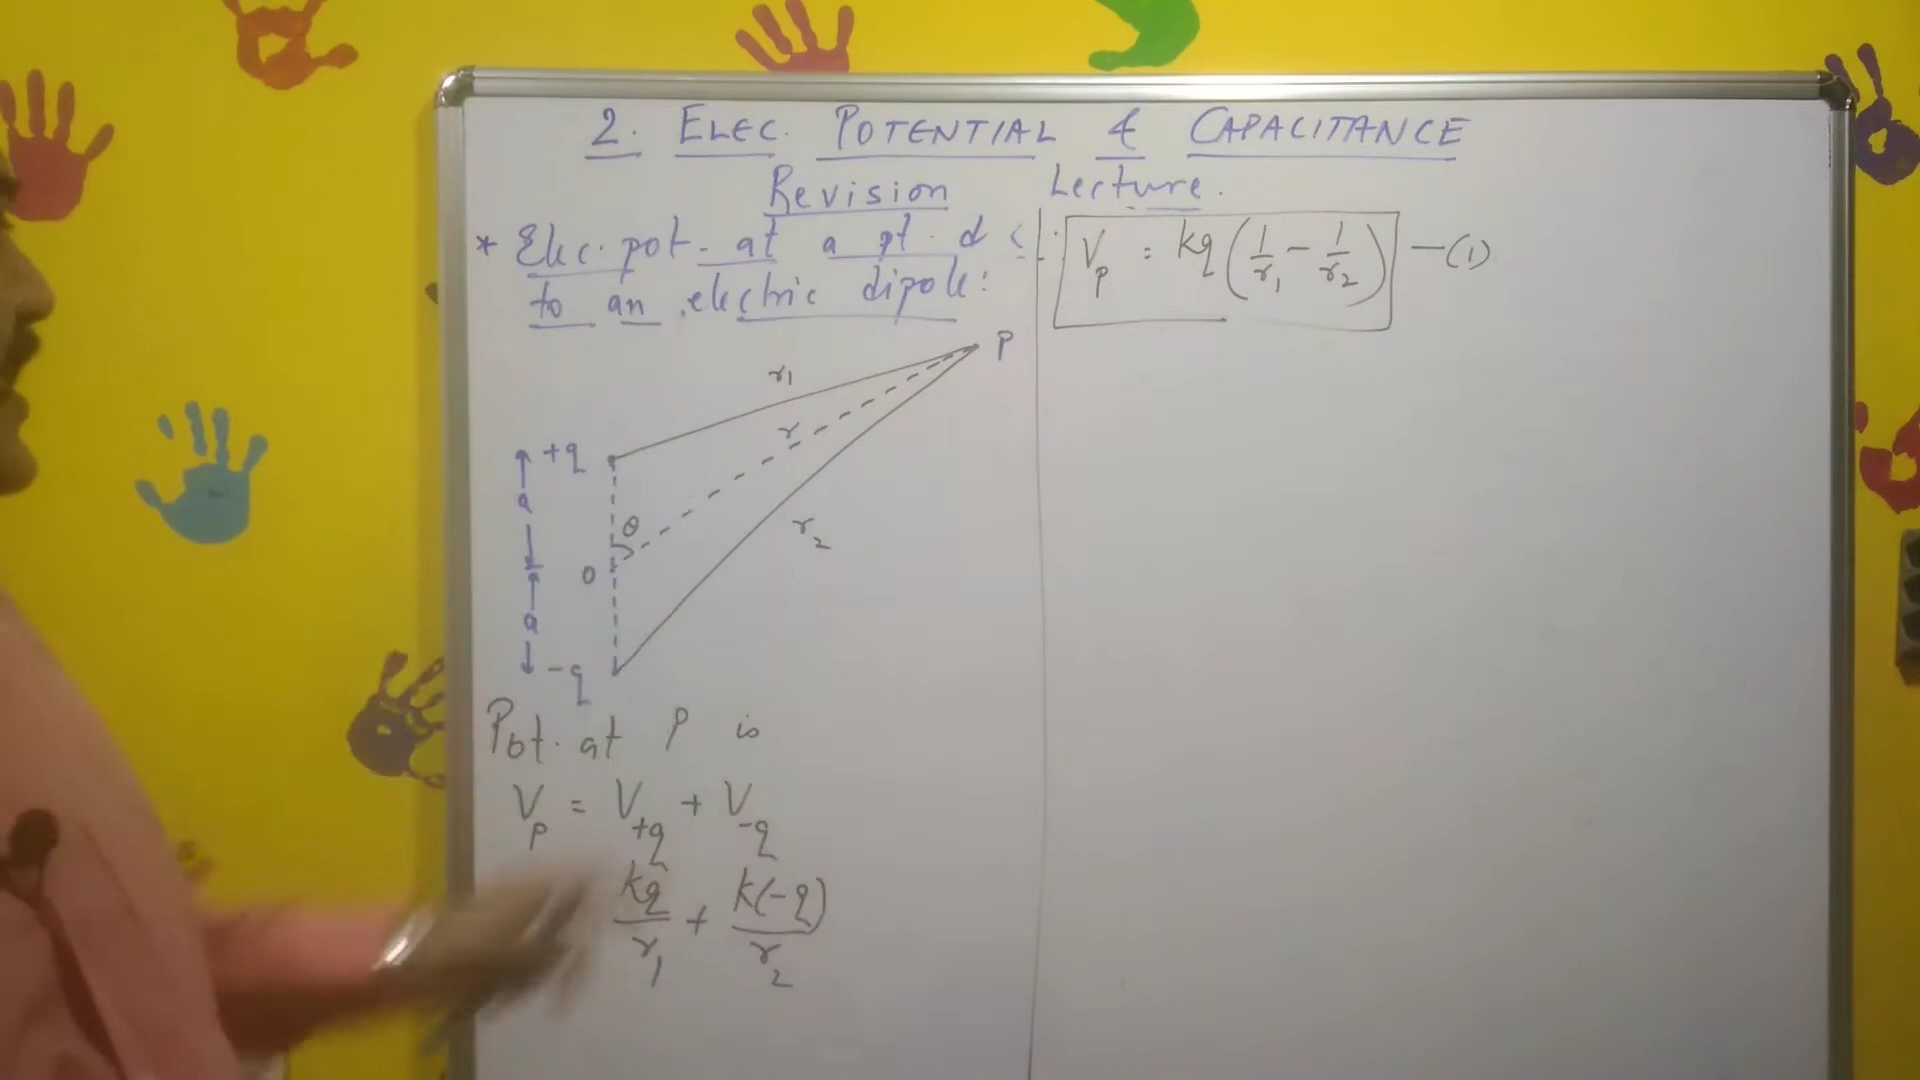 2. ELEC. POTENTIAL & CAPACITANCE
Revision Lecture.
* Elec. pot. at a pt. d
to an electric dipole:
P
r1
r
+q
a
θ
r2
O
a
-q
Pot. at P is
Vp = V+q + V-q
kq/r1 + k(-q)/r2
Vp = kq (1/r1 - 1/r2) — (1)